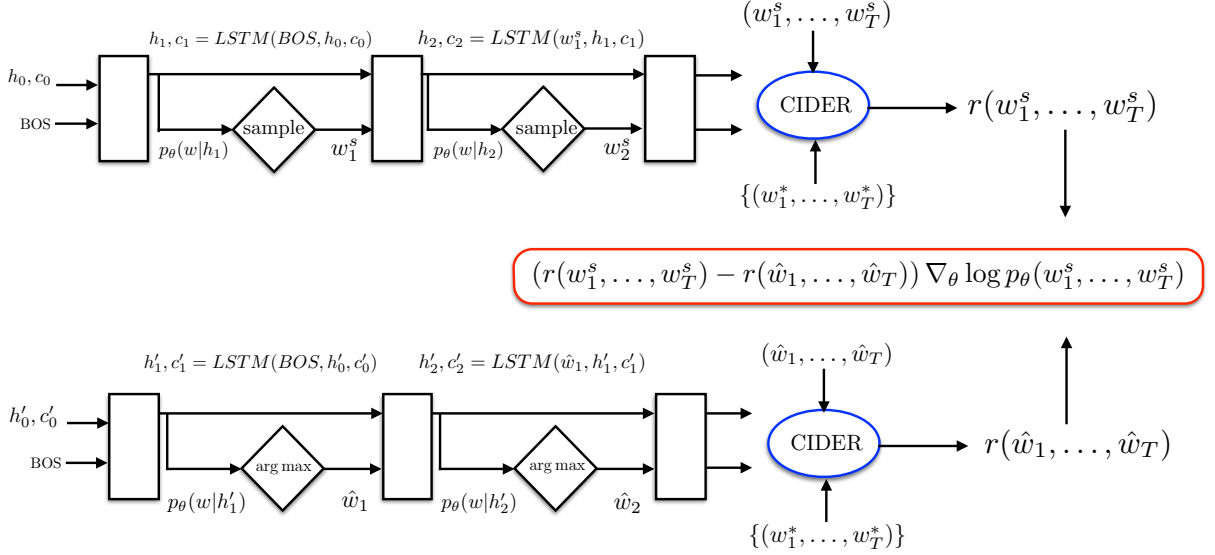 (w_1^s, . . . , w_T^s)
h_1, c_1 = LSTM(BOS, h_0, c_0)
h_2, c_2 = LSTM(w_1^s, h_1, c_1)
h_0, c_0
BOS
sample
sample
CIDER
r(w_1^s, . . . , w_T^s)
p_θ(w|h_1)
w_1^s
p_θ(w|h_2)
w_2^s
{(w_1^*, . . . , w_T^*)}
(r(w_1^s, . . . , w_T^s) − r(ŵ_1, . . . , ŵ_T)) ∇_θ log p_θ(w_1^s, . . . , w_T^s)
h'_1, c'_1 = LSTM(BOS, h'_0, c'_0)
h'_2, c'_2 = LSTM(ŵ_1, h'_1, c'_1)
(ŵ_1, . . . , ŵ_T)
h'_0, c'_0
BOS
arg max
arg max
CIDER
r(ŵ_1, . . . , ŵ_T)
p_θ(w|h'_1)
ŵ_1
p_θ(w|h'_2)
ŵ_2
{(w_1^*, . . . , w_T^*)}